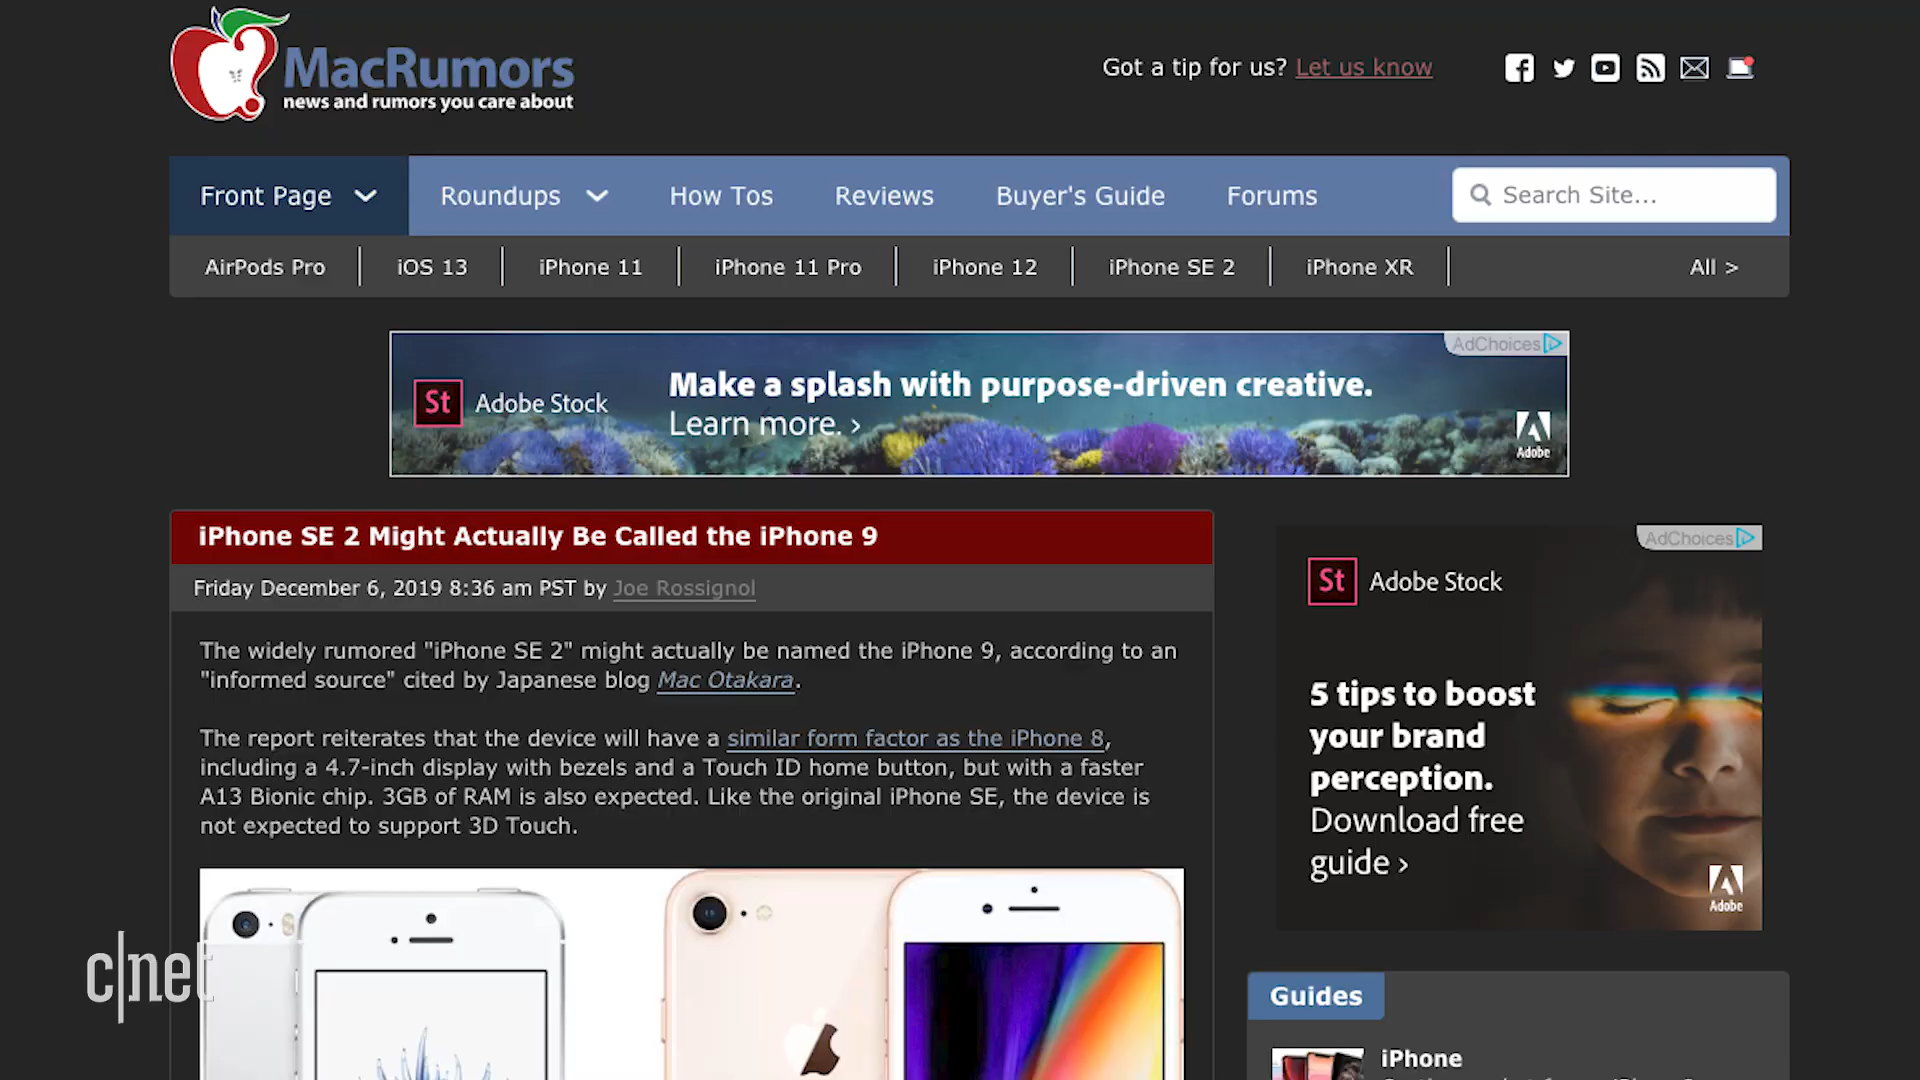 MacRumors
news and rumors you care about
Got a tip for us? Let us know
Front Page
Roundups
How Tos
Reviews
Buyer's Guide
Forums
Search Site...
AirPods Pro
iOS 13
iPhone 11
iPhone 11 Pro
iPhone 12
iPhone SE 2
iPhone XR
All >
AdChoices
St Adobe Stock
Make a splash with purpose-driven creative.
Learn more. ›
Adobe
iPhone SE 2 Might Actually Be Called the iPhone 9
Friday December 6, 2019 8:36 am PST by Joe Rossignol
The widely rumored "iPhone SE 2" might actually be named the iPhone 9, according to an
"informed source" cited by Japanese blog Mac Otakara.
The report reiterates that the device will have a similar form factor as the iPhone 8,
including a 4.7-inch display with bezels and a Touch ID home button, but with a faster
A13 Bionic chip. 3GB of RAM is also expected. Like the original iPhone SE, the device is
not expected to support 3D Touch.
AdChoices
St Adobe Stock
5 tips to boost
your brand
perception.
Download free
guide ›
Adobe
c|net
Guides
iPhone